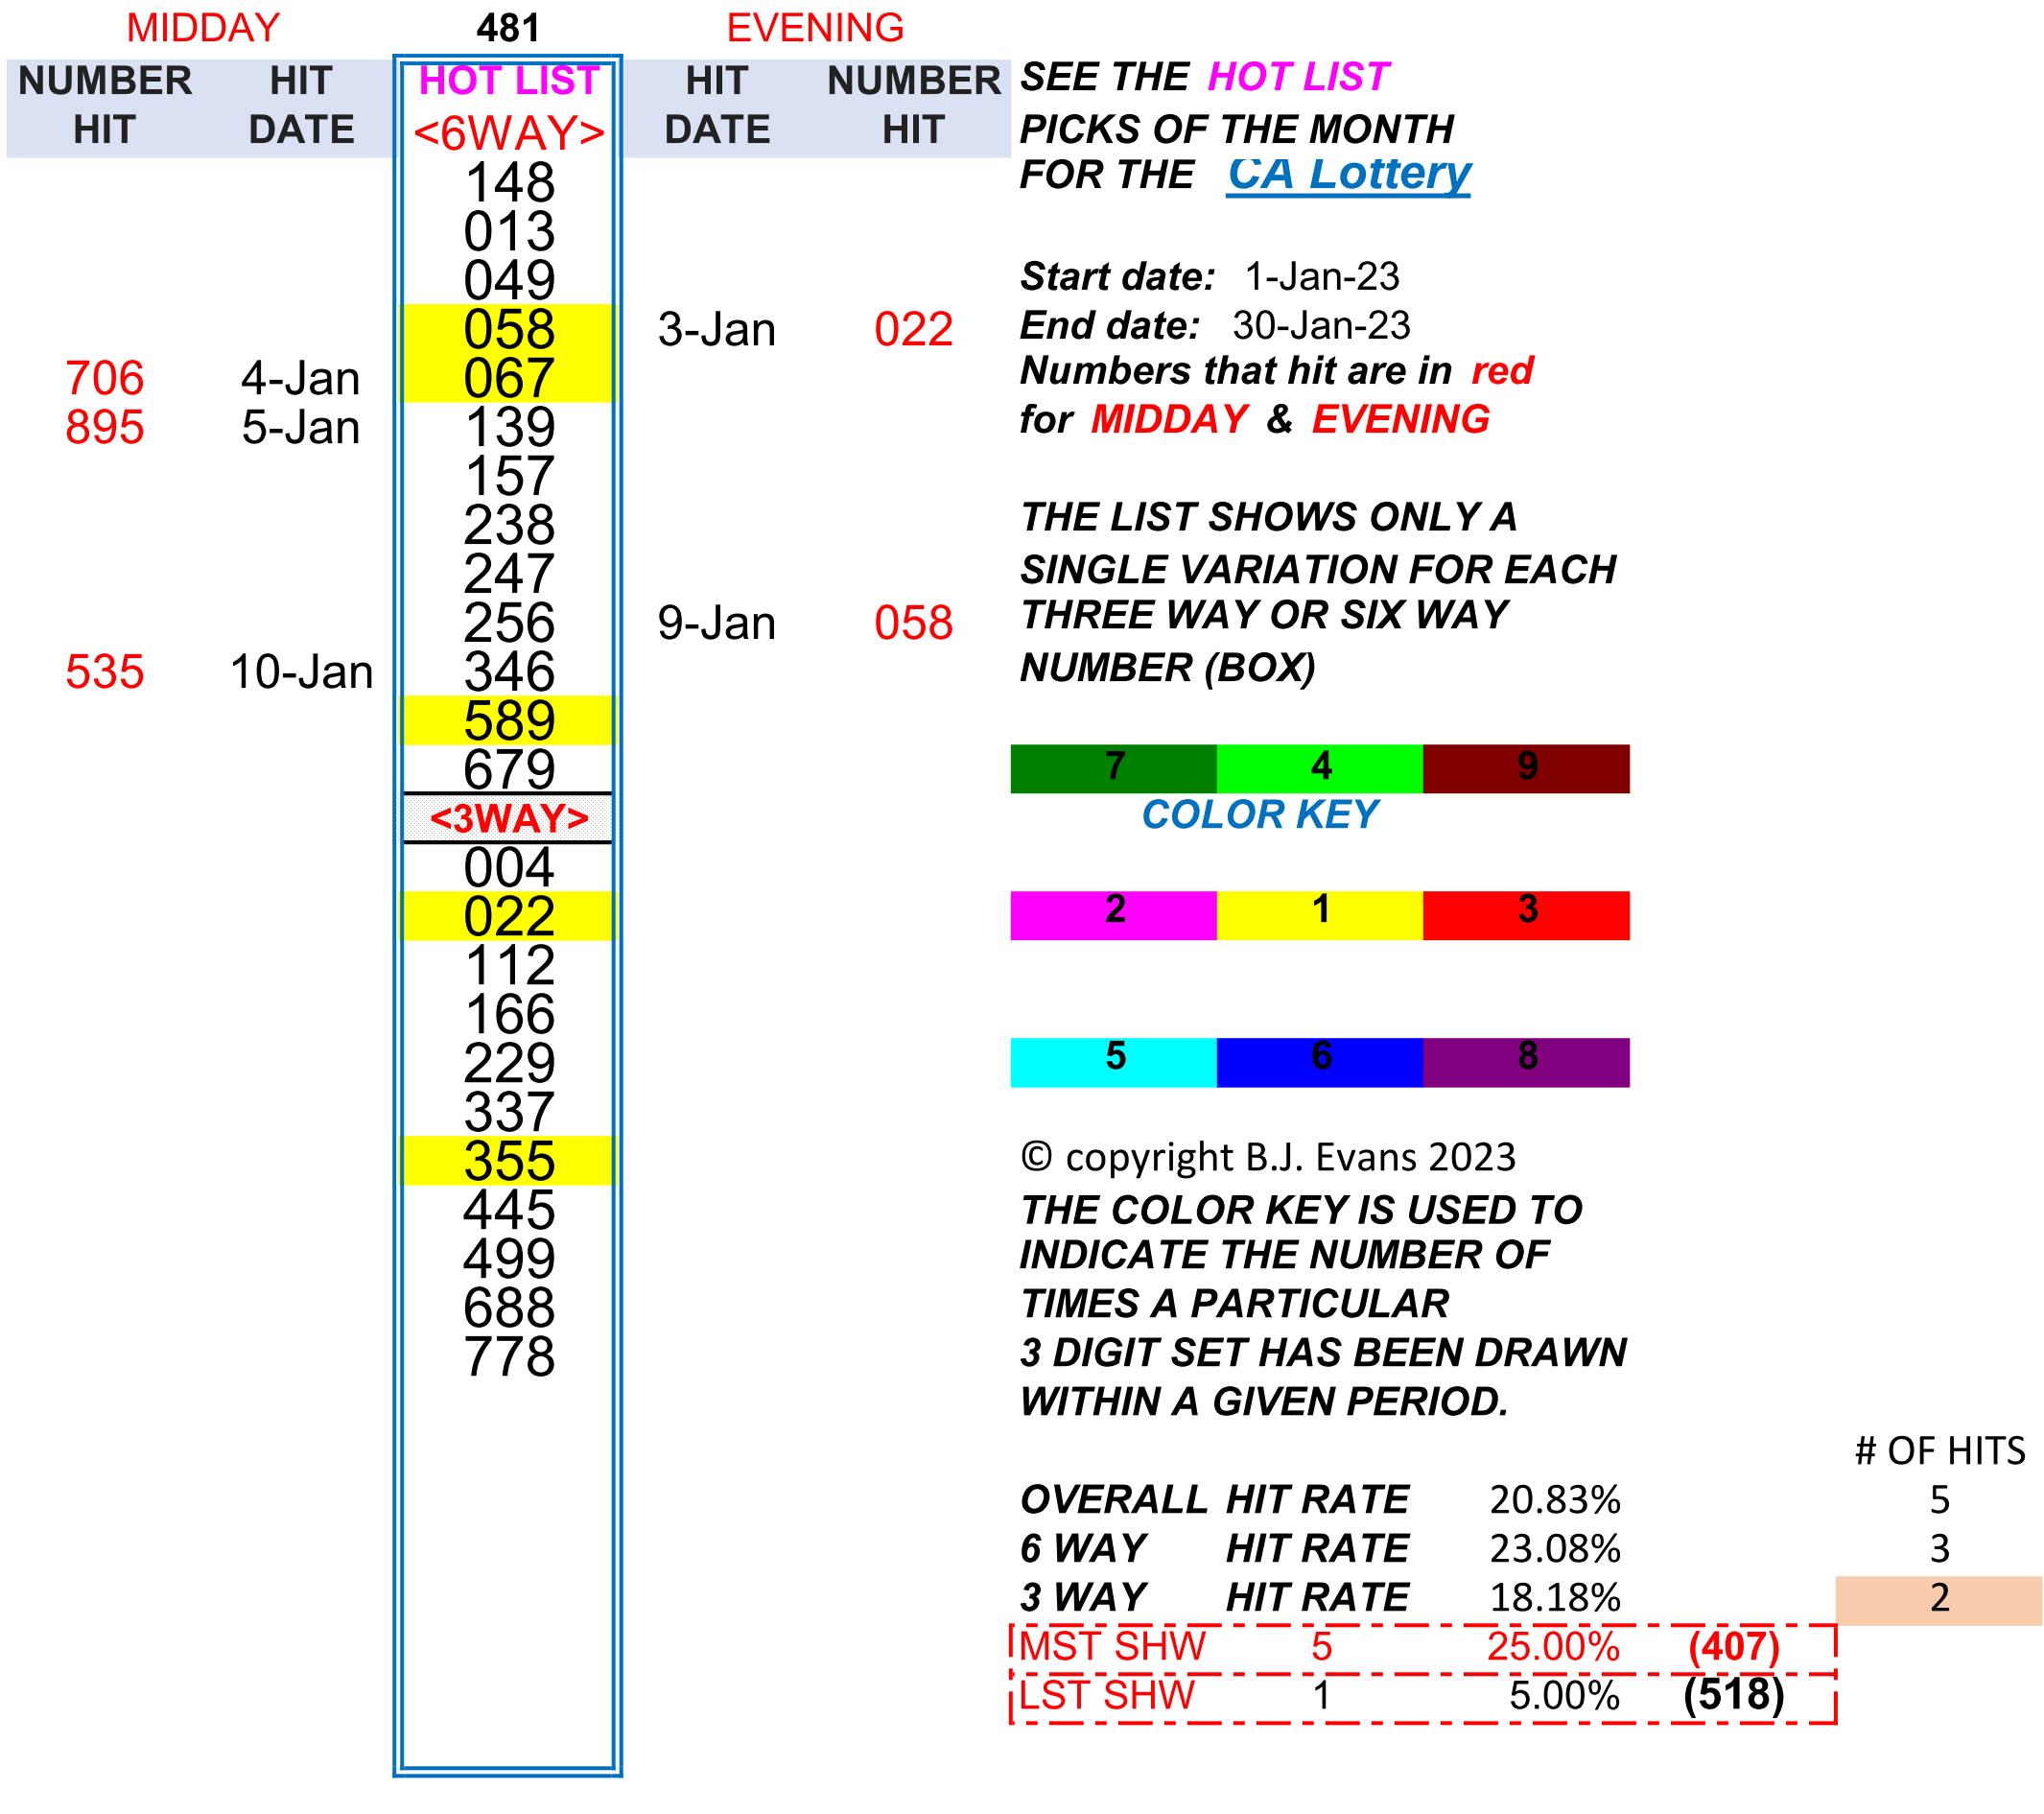 MIDDAY 481 EVENING
NUMBER HIT HOT LIST HIT NUMBER SEE THE HOT LIST
HIT DATE <6WAY> DATE HIT PICKS OF THE MONTH
148 FOR THE CA Lottery
013
049 Start date: 1-Jan-23
058 3-Jan 022 End date: 30-Jan-23
706 4-Jan 067 Numbers that hit are in red
895 5-Jan 139 for MIDDAY & EVENING
157
238 THE LIST SHOWS ONLY A
247 SINGLE VARIATION FOR EACH
256 9-Jan 058 THREE WAY OR SIX WAY
535 10-Jan 346 NUMBER (BOX)
589
679 7 4 9
<3WAY> COLOR KEY
004
022 2 1 3
112
166
229 5 6 8
337
355 © copyright B.J. Evans 2023
445 THE COLOR KEY IS USED TO
499 INDICATE THE NUMBER OF
688 TIMES A PARTICULAR
778 3 DIGIT SET HAS BEEN DRAWN
WITHIN A GIVEN PERIOD.
# OF HITS
OVERALL HIT RATE 20.83% 5
6 WAY HIT RATE 23.08% 3
3 WAY HIT RATE 18.18% 2
MST SHW 5 25.00% (407)
LST SHW 1 5.00% (518)